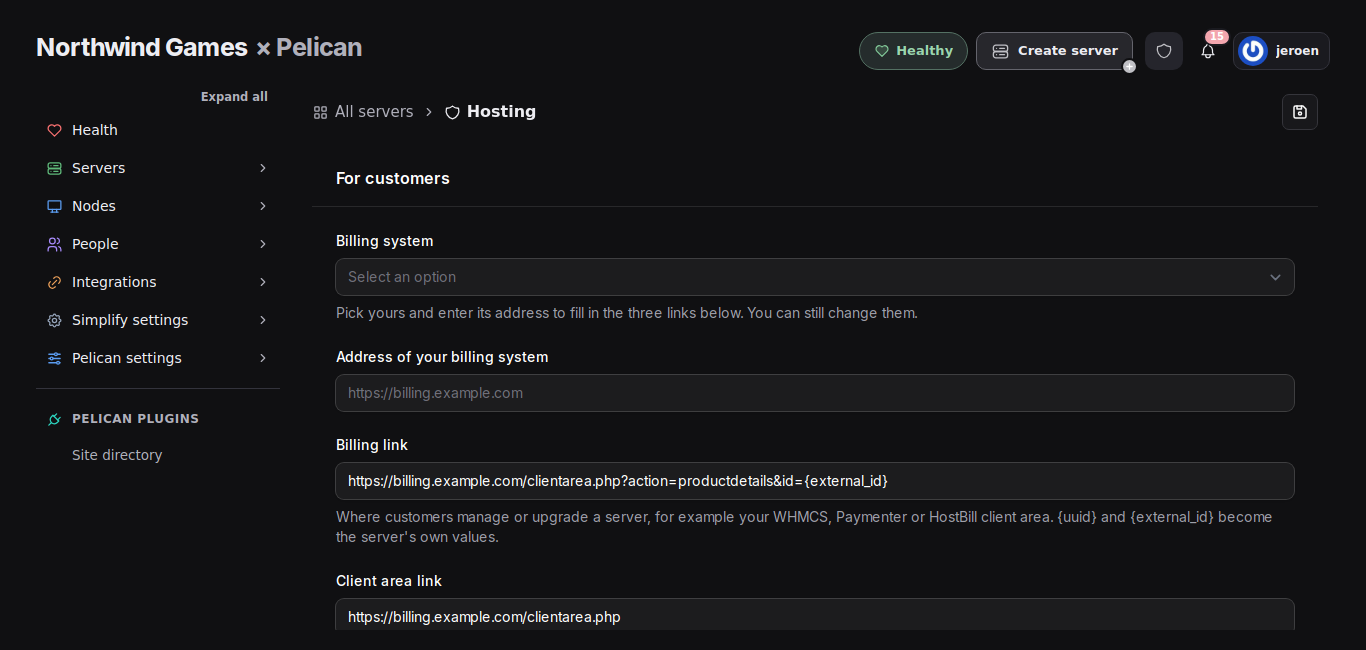 Northwind Games × Pelican
Healthy
Create server
15
jeroen
Expand all
Health
Servers
Nodes
People
Integrations
Simplify settings
Pelican settings
PELICAN PLUGINS
Site directory
All servers
Hosting
For customers
Billing system
Select an option
Pick yours and enter its address to fill in the three links below. You can still change them.
Address of your billing system
https://billing.example.com
Billing link
https://billing.example.com/clientarea.php?action=productdetails&id={external_id}
Where customers manage or upgrade a server, for example your WHMCS, Paymenter or HostBill client area. {uuid} and {external_id} become
the server's own values.
Client area link
https://billing.example.com/clientarea.php